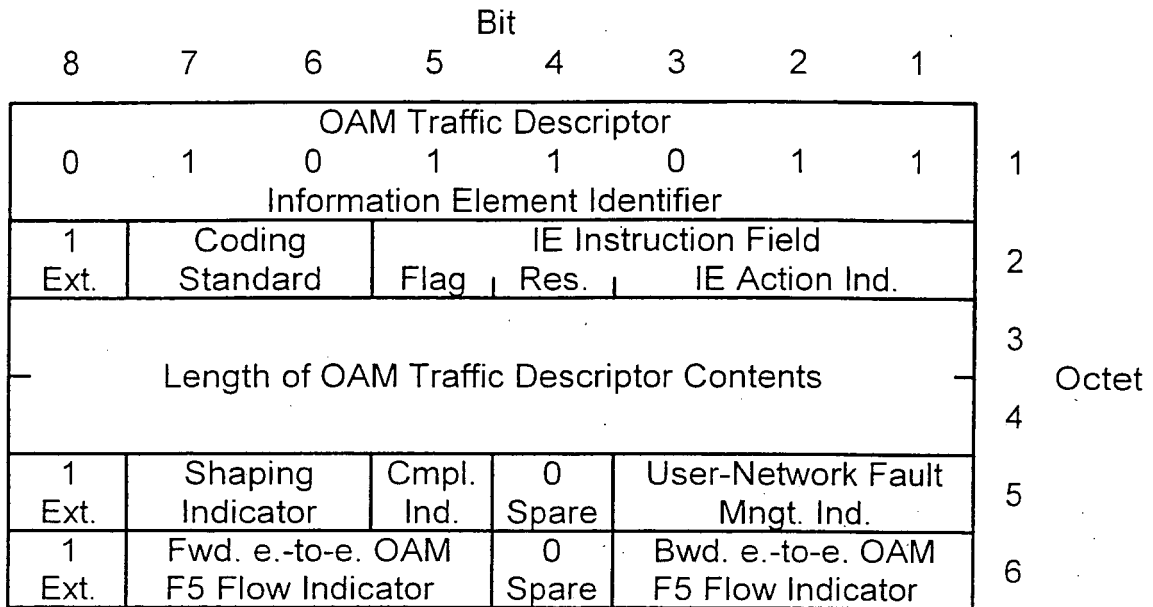 Bit
8 7 6 5 4 3 2 1
OAM Traffic Descriptor
0 1 0 1 1 0 1 1 1
Information Element Identifier
1 Coding IE Instruction Field 2
Ext. Standard Flag Res. IE Action Ind.
3
Length of OAM Traffic Descriptor Contents Octet
4
1 Shaping Cmpl. 0 User-Network Fault 5
Ext. Indicator Ind. Spare Mngt. Ind.
1 Fwd. e.-to-e. OAM 0 Bwd. e.-to-e. OAM 6
Ext. F5 Flow Indicator Spare F5 Flow Indicator